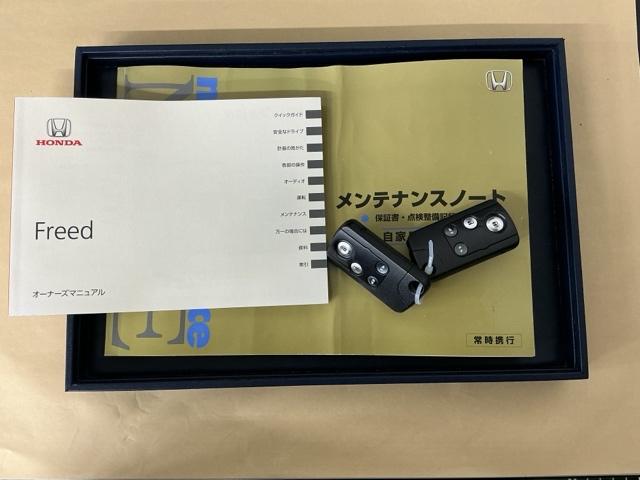 HONDA
Freed
オーナーズマニュアル
クイックガイド
安全なドライブ
計器の見かた
各部の操作
オーディオ
運転
メンテナンス
万一の場合には
資料
索引
メンテナンスノート
保証書・点検整備記
自家
常時携行
ce